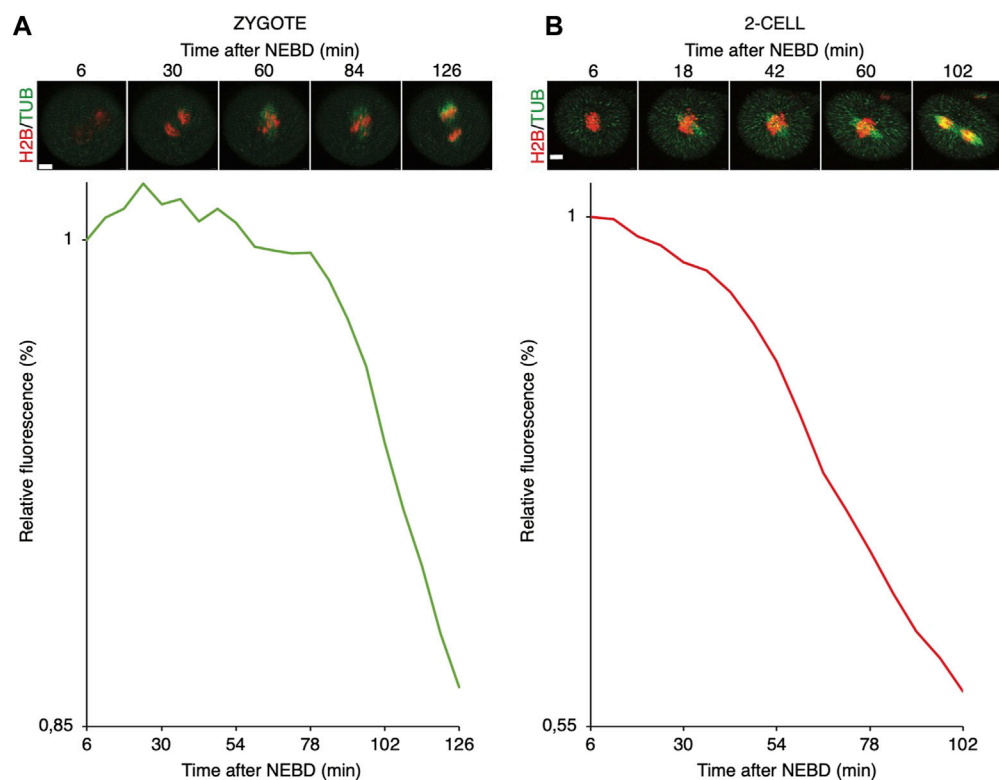 A
ZYGOTE
Time after NEBD (min)
6 30 60 84 126
H2B/TUB
1
Relative fluorescence (%)
0,85
6 30 54 78 102 126
Time after NEBD (min)
B
2-CELL
Time after NEBD (min)
6 18 42 60 102
H2B/TUB
1
Relative fluorescence (%)
0,55
6 30 54 78 102
Time after NEBD (min)